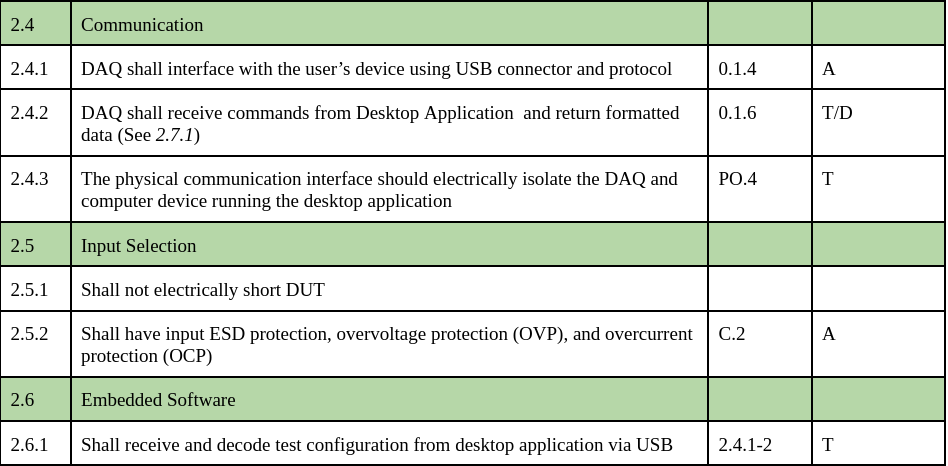 2.4 Communication
2.4.1 DAQ shall interface with the user’s device using USB connector and protocol 0.1.4 A
2.4.2 DAQ shall receive commands from Desktop Application and return formatted 0.1.6 T/D
data (See 2.7.1)
2.4.3 The physical communication interface should electrically isolate the DAQ and PO.4 T
computer device running the desktop application
2.5 Input Selection
2.5.1 Shall not electrically short DUT
2.5.2 Shall have input ESD protection, overvoltage protection (OVP), and overcurrent C.2 A
protection (OCP)
2.6 Embedded Software
2.6.1 Shall receive and decode test configuration from desktop application via USB 2.4.1-2 T